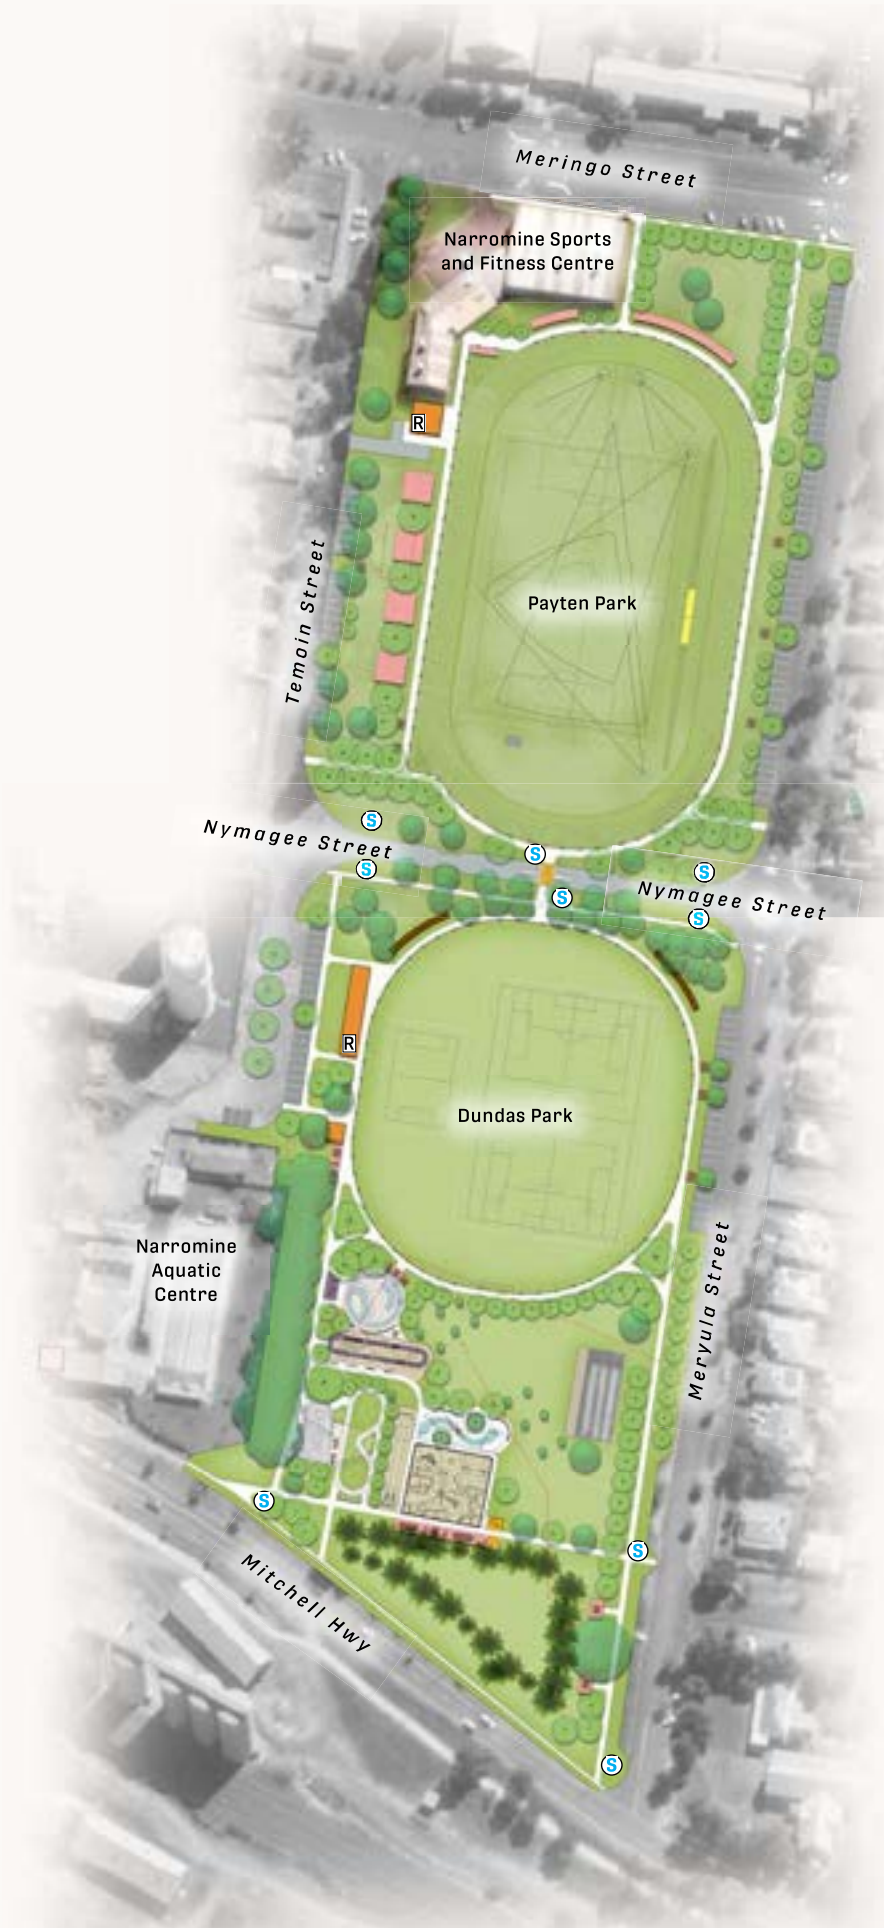 Meringo Street
Narromine Sports
and Fitness Centre
R
Payten Park
Temoin Street
S
Nymagee Street
S
S
S
S
Nymagee Street
S
R
Dundas Park
Narromine
Aquatic
Centre
Meryula Street
S
S
Mitchell Hwy
S